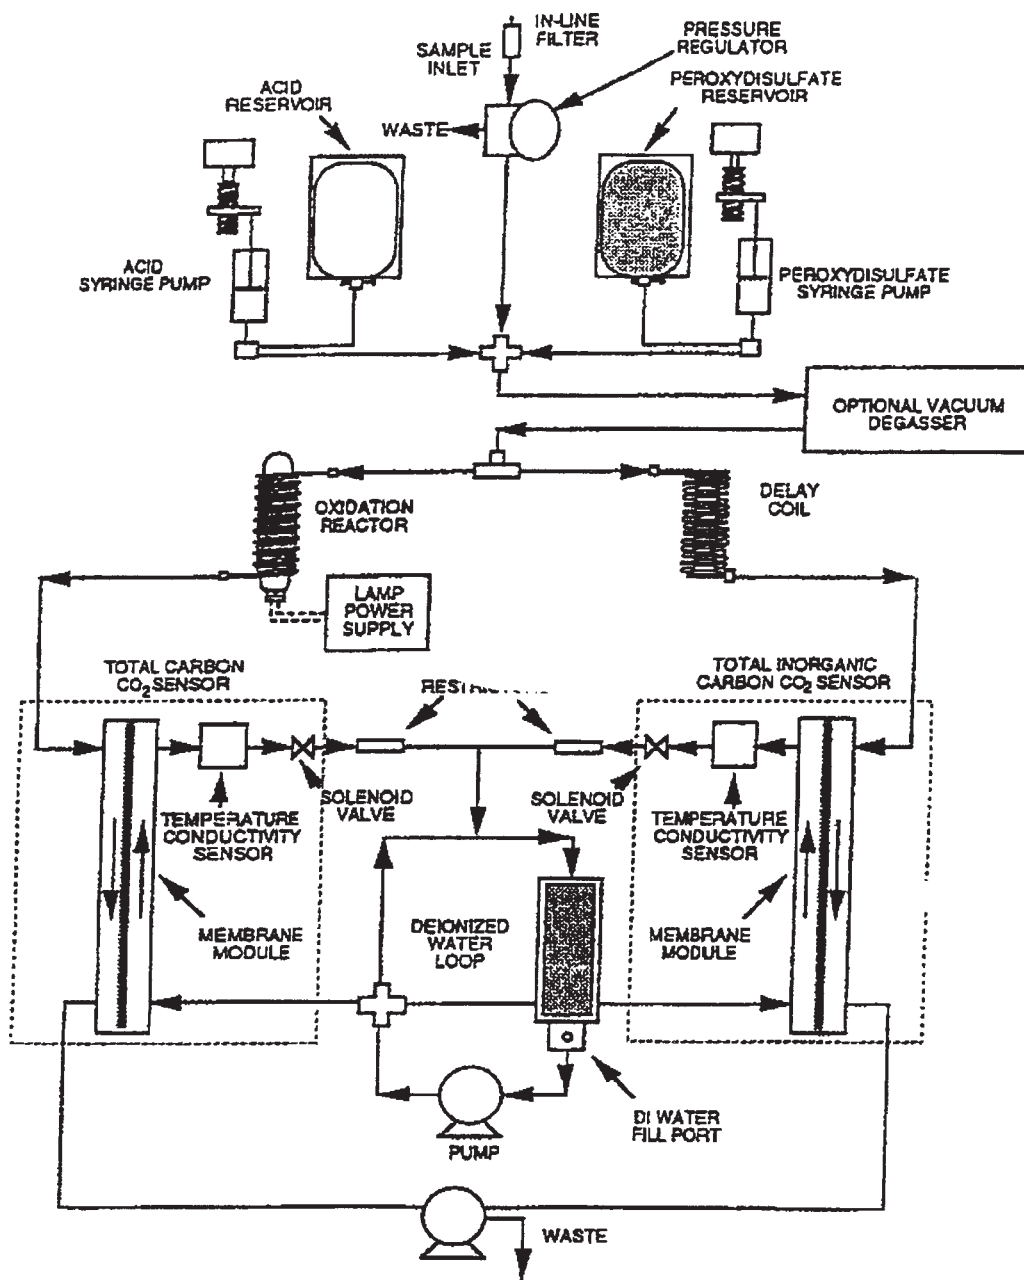 IN-LINE
FILTER
SAMPLE
INLET
PRESSURE
REGULATOR
ACID
RESERVOIR
WASTE
PEROXYDISULFATE
RESERVOIR
ACID
SYRINGE PUMP
PEROXYDISULFATE
SYRINGE PUMP
OPTIONAL VACUUM
DEGASSER
OXIDATION
REACTOR
DELAY
COIL
LAMP
POWER
SUPPLY
TOTAL CARBON
CO2 SENSOR
TOTAL INORGANIC
CARBON CO2 SENSOR
SOLENOID
VALVE
SOLENOID
VALVE
TEMPERATURE
CONDUCTIVITY
SENSOR
TEMPERATURE
CONDUCTIVITY
SENSOR
MEMBRANE
MODULE
DEIONIZED
WATER
LOOP
MEMBRANE
MODULE
DI WATER
FILL PORT
PUMP
WASTE